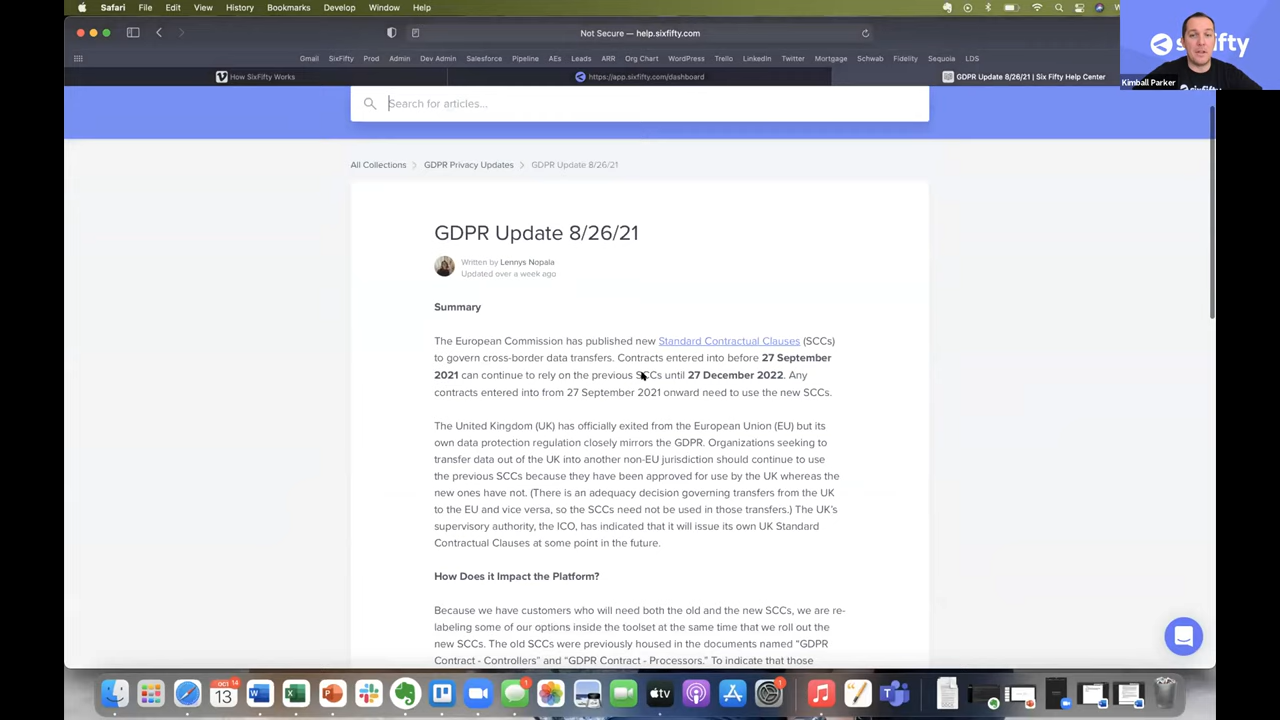 Safari File Edit View History Bookmarks Develop Window Help
Not Secure — help.sixfifty.com
Gmail SixFifty Prod Admin Dev Admin Salesforce Pipeline AEs Leads ARR Org Chart WordPress Trello LinkedIn Twitter Mortgage Schwab Fidelity Sequoia LDS
How SixFifty Works
https://app.sixfifty.com/dashboard
GDPR Update 8/26/21 | Six Fifty Help Center
Kimball Parker
Search for articles...
All Collections > GDPR Privacy Updates > GDPR Update 8/26/21
GDPR Update 8/26/21
Written by Lennys Nopala
Updated over a week ago
Summary
The European Commission has published new Standard Contractual Clauses (SCCs)
to govern cross-border data transfers. Contracts entered into before 27 September
2021 can continue to rely on the previous SCCs until 27 December 2022. Any
contracts entered into from 27 September 2021 onward need to use the new SCCs.
The United Kingdom (UK) has officially exited from the European Union (EU) but its
own data protection regulation closely mirrors the GDPR. Organizations seeking to
transfer data out of the UK into another non-EU jurisdiction should continue to use
the previous SCCs because they have been approved for use by the UK whereas the
new ones have not. (There is an adequacy decision governing transfers from the UK
to the EU and vice versa, so the SCCs need not be used in those transfers.) The UK's
supervisory authority, the ICO, has indicated that it will issue its own UK Standard
Contractual Clauses at some point in the future.
How Does it Impact the Platform?
Because we have customers who will need both the old and the new SCCs, we are re-
labeling some of our options inside the toolset at the same time that we roll out the
new SCCs. The old SCCs were previously housed in the documents named “GDPR
Contract - Controllers” and “GDPR Contract - Processors.” To indicate that those
OCT 14
13
1
tv
1